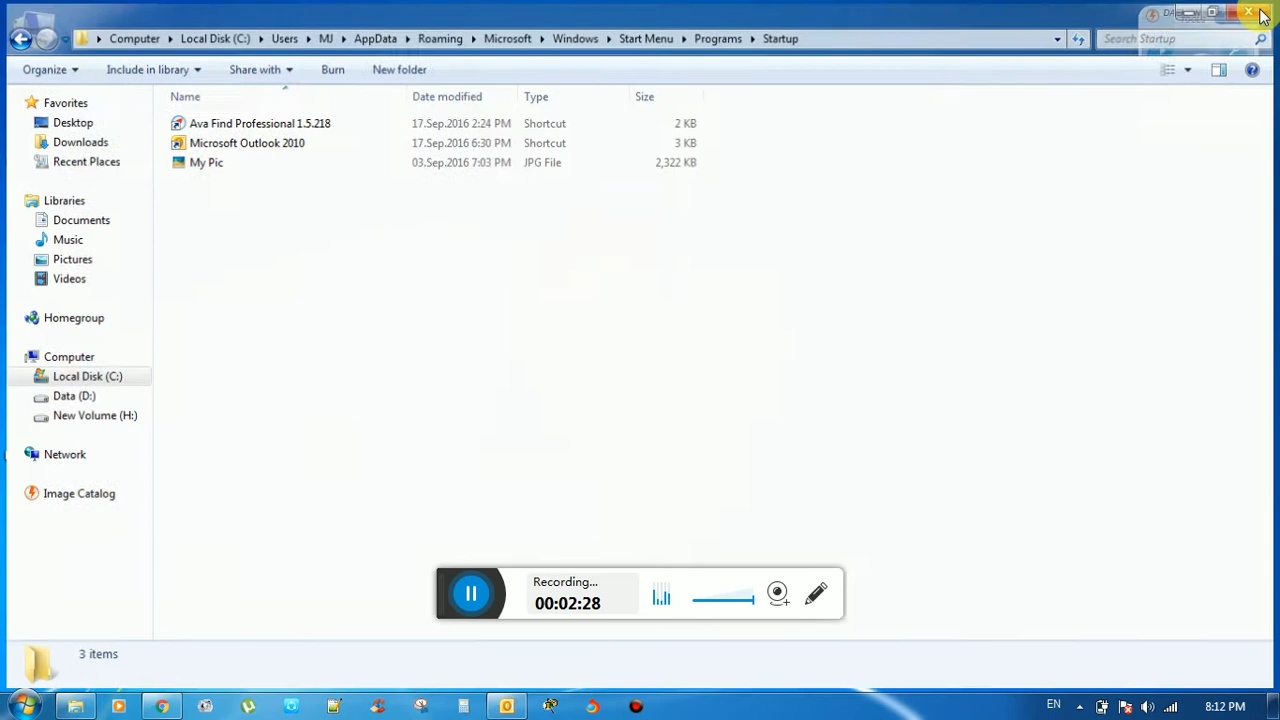 DA
Computer Local Disk (C:) Users MJ AppData Roaming Microsoft Windows Start Menu Programs Startup Search Startup
Organize Include in library Share with Burn New folder
Name Date modified Type Size
Favorites
Desktop
Downloads
Recent Places
Libraries
Documents
Music
Pictures
Videos
Homegroup
Computer
Local Disk (C:)
Data (D:)
New Volume (H:)
Network
Image Catalog
Ava Find Professional 1.5.218 17.Sep.2016 2:24 PM Shortcut 2 KB
Microsoft Outlook 2010 17.Sep.2016 6:30 PM Shortcut 3 KB
My Pic 03.Sep.2016 7:03 PM JPG File 2,322 KB
Recording...
00:02:28
3 items
EN 8:12 PM